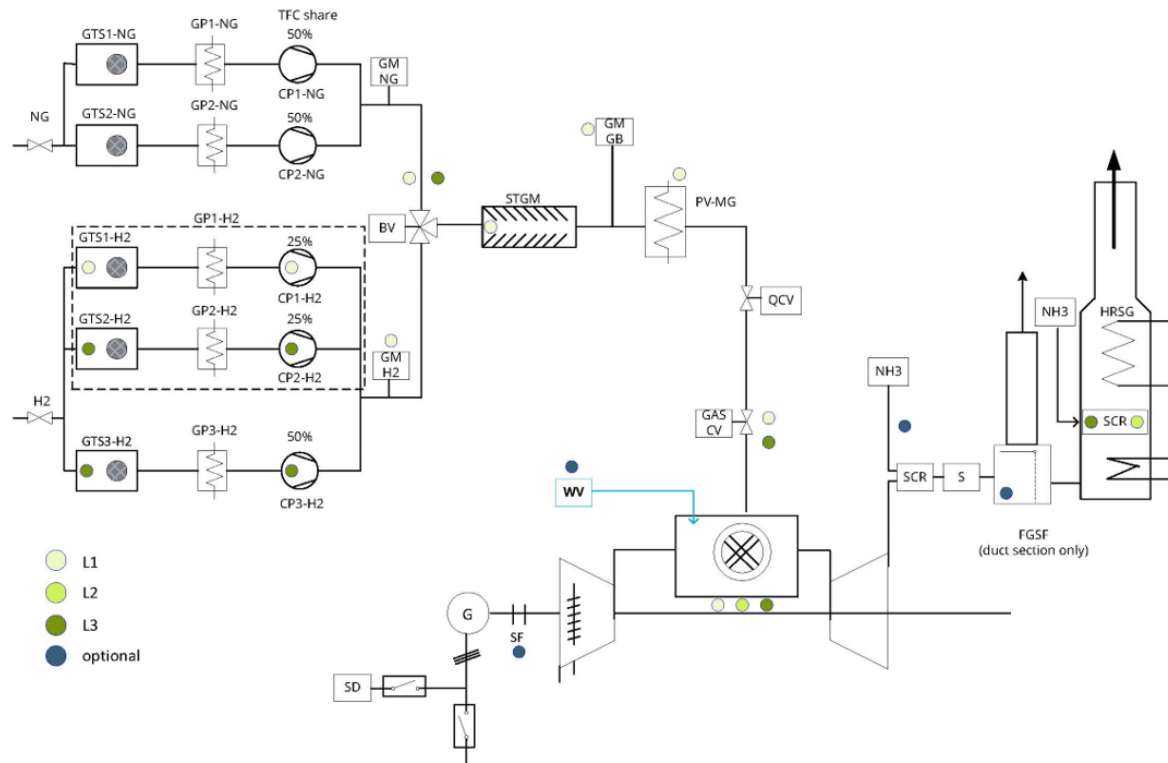 TFC share
GTS1-NG
GP1-NG
50%
CP1-NG
GM
NG
NG
GTS2-NG
GP2-NG
50%
CP2-NG
GM
GB
PV-MG
STGM
BV
GP1-H2
GTS1-H2
25%
CP1-H2
GTS2-H2
GP2-H2
25%
CP2-H2
GM
H2
H2
GTS3-H2
GP3-H2
50%
CP3-H2
QCV
GAS
CV
NH3
NH3
HRSG
SCR
SCR
S
FGSF
(duct section only)
WV
G
SF
SD
L1
L2
L3
optional